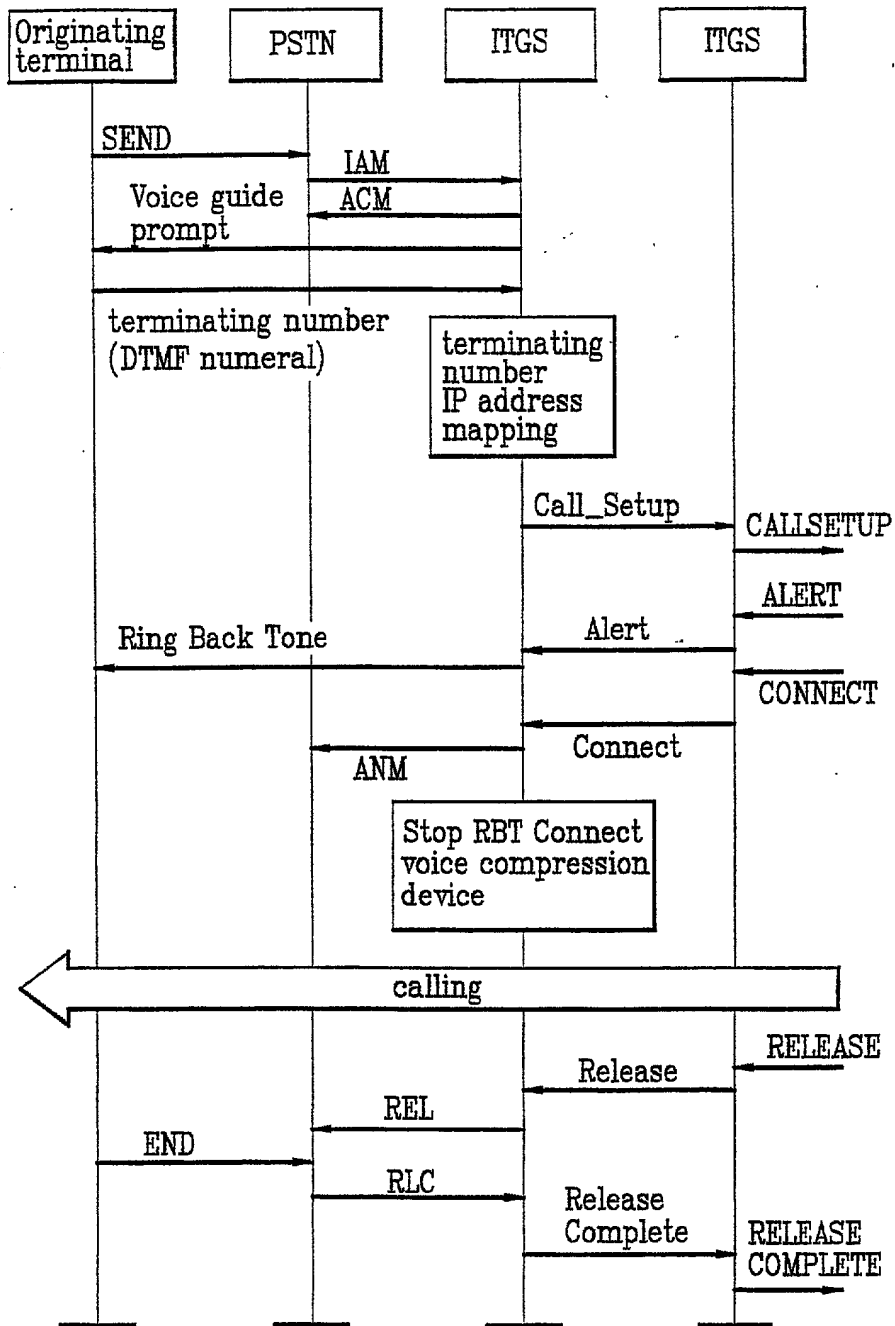 Originating
terminal
PSTN
ITGS
ITGS
SEND
IAM
Voice guide
prompt
ACM
terminating number
(DTMF numeral)
terminating
number
IP address
mapping
Call_Setup
CALLSETUP
ALERT
Alert
Ring Back Tone
CONNECT
Connect
ANM
Stop RBT Connect
voice compression
device
calling
RELEASE
Release
REL
END
RLC
Release
Complete
RELEASE
COMPLETE